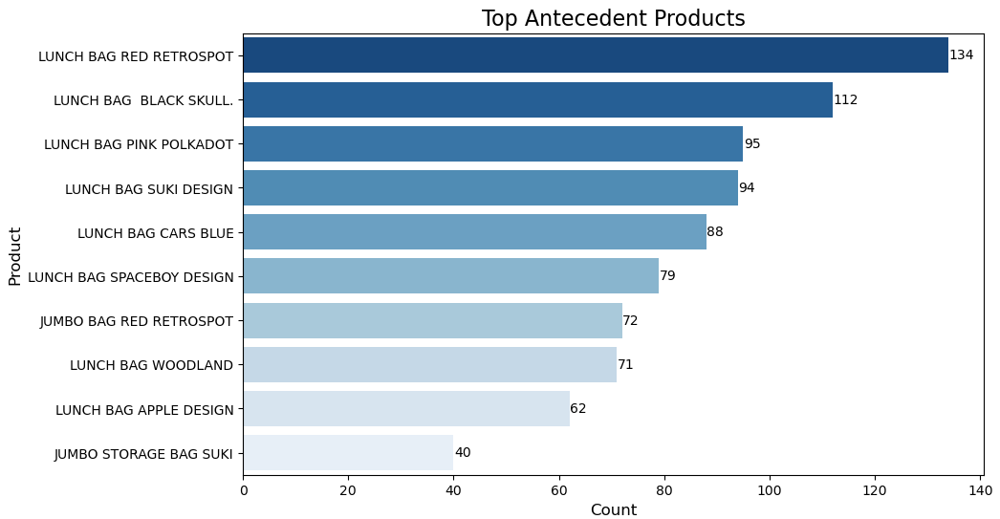 Top Antecedent Products
LUNCH BAG RED RETROSPOT 134
LUNCH BAG  BLACK SKULL. 112
LUNCH BAG PINK POLKADOT 95
LUNCH BAG SUKI DESIGN 94
LUNCH BAG CARS BLUE 88
LUNCH BAG SPACEBOY DESIGN 79
JUMBO BAG RED RETROSPOT 72
LUNCH BAG WOODLAND 71
LUNCH BAG APPLE DESIGN 62
JUMBO STORAGE BAG SUKI 40
Product
0 20 40 60 80 100 120 140
Count